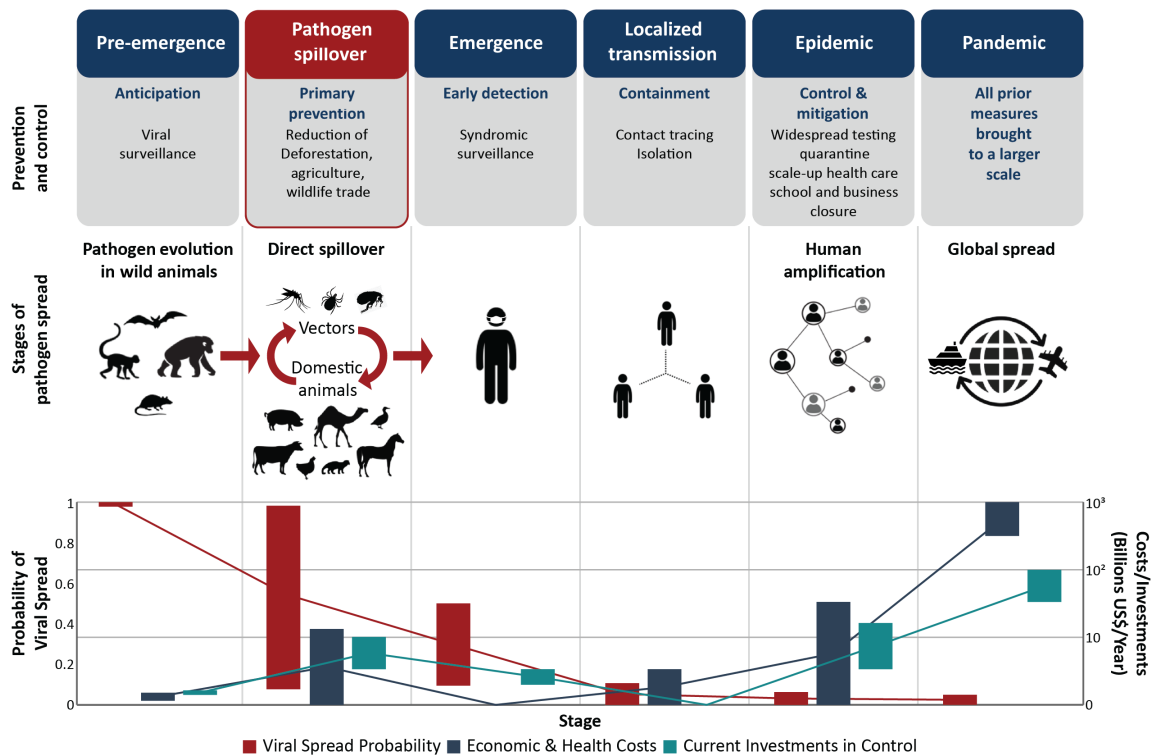 Pre-emergence
Pathogen
spillover
Emergence
Localized
transmission
Epidemic
Pandemic
Prevention
and control
Anticipation
Viral
surveillance
Primary
prevention
Reduction of
Deforestation,
agriculture,
wildlife trade
Early detection
Syndromic
surveillance
Containment
Contact tracing
Isolation
Control &
mitigation
Widespread testing
quarantine
scale-up health care
school and business
closure
All prior
measures
brought
to a larger
scale
Stages of
pathogen spread
Pathogen evolution
in wild animals
Direct spillover
Vectors
Domestic
animals
Human
amplification
Global spread
Probability of
Viral Spread
1
0.8
0.6
0.4
0.2
0
10³
10²
10
0
Costs/Investments
(Billions US$/Year)
Stage
Viral Spread Probability
Economic & Health Costs
Current Investments in Control